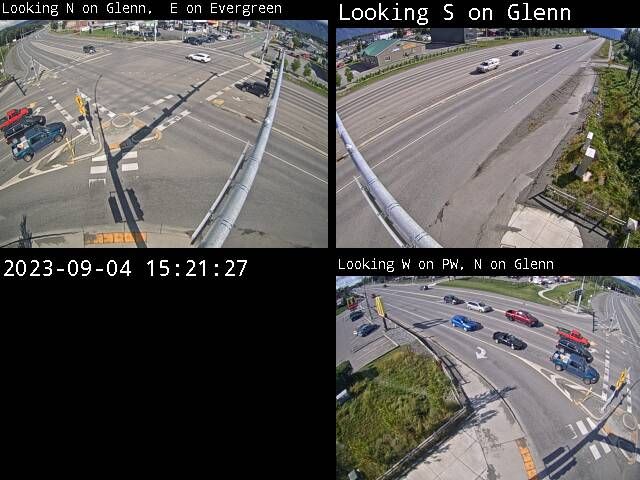 Looking N on Glenn, E on Evergreen
Looking S on Glenn
2023-09-04 15:21:27
Looking W on PW, N on Glenn